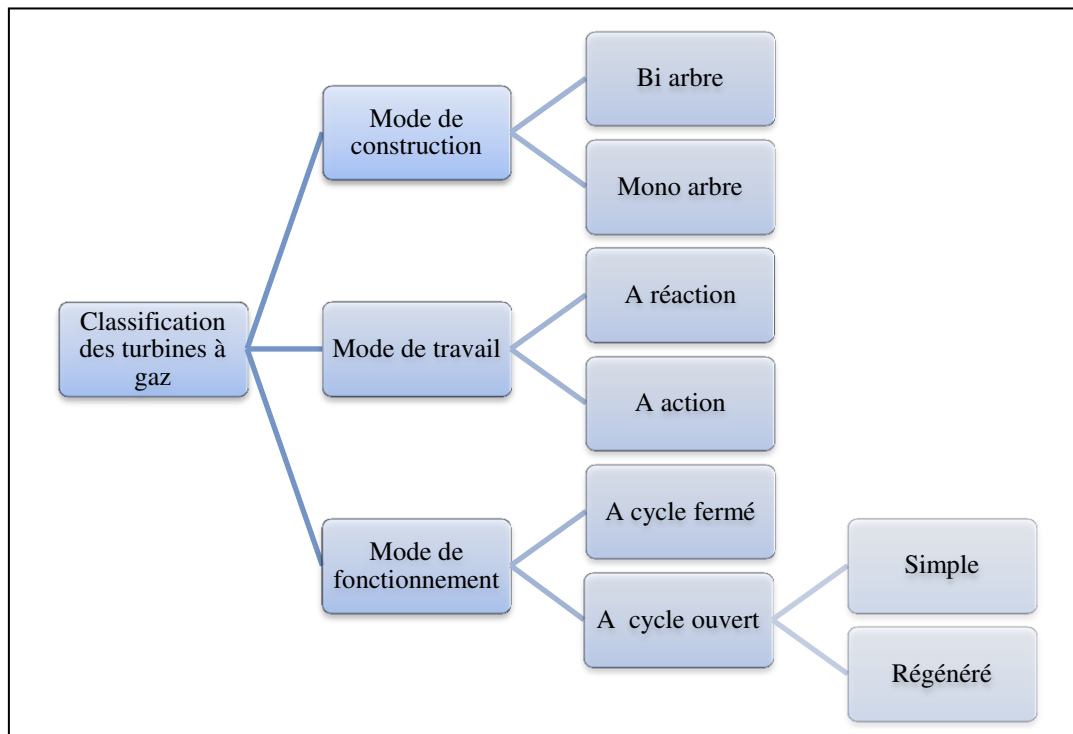 Classification
des turbines à
gaz
Mode de
construction
Bi arbre
Mono arbre
Mode de travail
A réaction
A action
Mode de
fonctionnement
A cycle fermé
A cycle ouvert
Simple
Régénéré